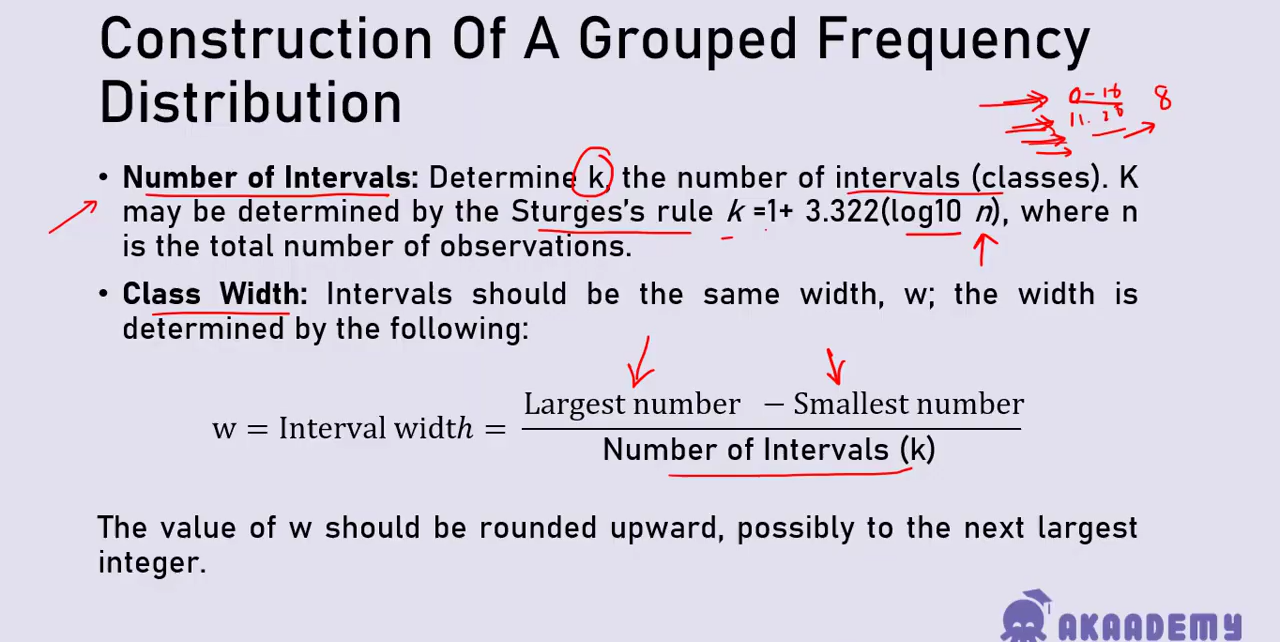 Construction Of A Grouped Frequency
Distribution
8
• Number of Intervals: Determine k, the number of intervals (classes). K
may be determined by the Sturges's rule k =1+ 3.322(log10 n), where n
is the total number of observations.
• Class Width: Intervals should be the same width, w; the width is
determined by the following:
w = Interval width = Largest number − Smallest number
Number of Intervals (k)
The value of w should be rounded upward, possibly to the next largest
integer.
AKAADEMY